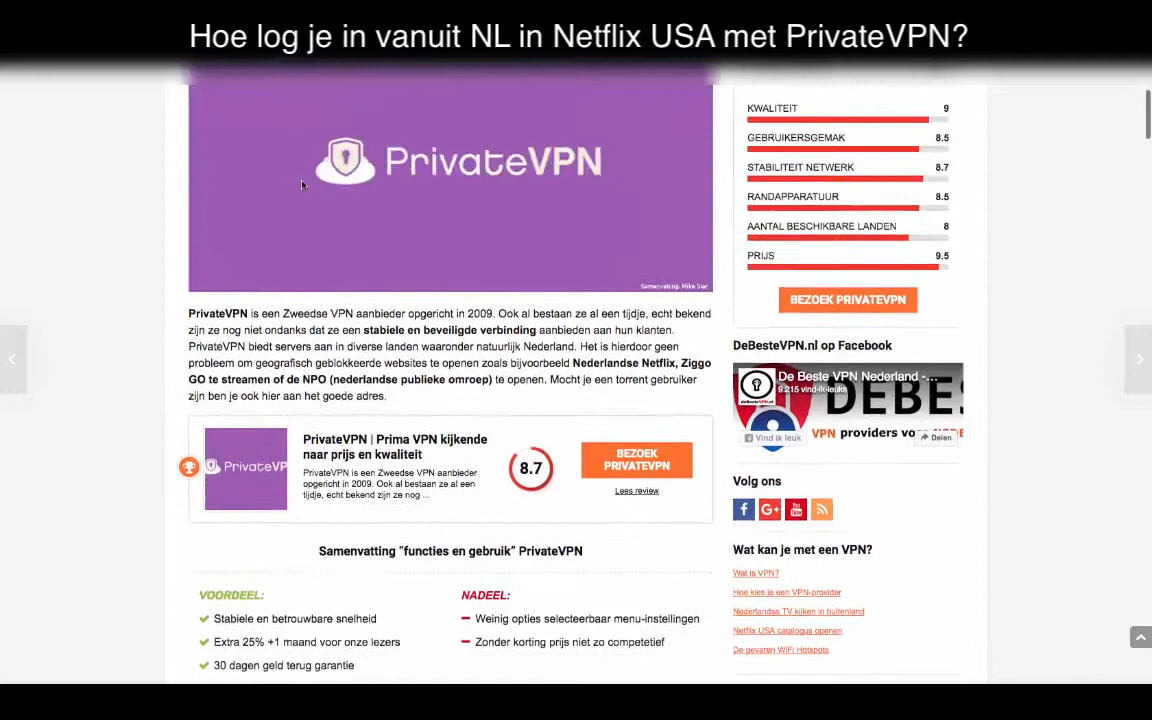 Hoe log je in vanuit NL in Netflix USA met PrivateVPN?
PrivateVPN
Samenvatting: Mike Star
PrivateVPN is een Zweedse VPN aanbieder opgericht in 2009. Ook al bestaan ze al een tijdje, echt bekend
zijn ze nog niet ondanks dat ze een stabiele en beveiligde verbinding aanbieden aan hun klanten.
PrivateVPN biedt servers aan in diverse landen waaronder natuurlijk Nederland. Het is hierdoor geen
probleem om geografisch geblokkeerde websites te openen zoals bijvoorbeeld Nederlandse Netflix, Ziggo
GO te streamen of de NPO (nederlandse publieke omroep) te openen. Mocht je een torrent gebruiker
zijn ben je ook hier aan het goede adres.
PrivateVPN
PrivateVPN | Prima VPN kijkende
naar prijs en kwaliteit
PrivateVPN is een Zweedse VPN aanbieder
opgericht in 2009. Ook al bestaan ze al een
tijdje, echt bekend zijn ze nog ...
8.7
BEZOEK
PRIVATEVPN
Lees review
Samenvatting "functies en gebruik" PrivateVPN
VOORDEEL:
Stabiele en betrouwbare snelheid
Extra 25% +1 maand voor onze lezers
30 dagen geld terug garantie
NADEEL:
Weinig opties selecteerbaar menu-instellingen
Zonder korting prijs niet zo competetief
KWALITEIT 9
GEBRUIKERSGEMAK 8.5
STABILITEIT NETWERK 8.7
RANDAPPARATUUR 8.5
AANTAL BESCHIKBARE LANDEN 8
PRIJS 9.5
BEZOEK PRIVATEVPN
DeBesteVPN.nl op Facebook
De Beste VPN Nederland -...
9.215 vind-ik-leuks
DEBES
VPN providers vo
Vind ik leuk
Delen
Volg ons
Wat kan je met een VPN?
Wat is VPN?
Hoe kies je een VPN-provider
Nederlandse TV kijken in buitenland
Netflix USA catalogus openen
De gevaren WiFi Hotspots